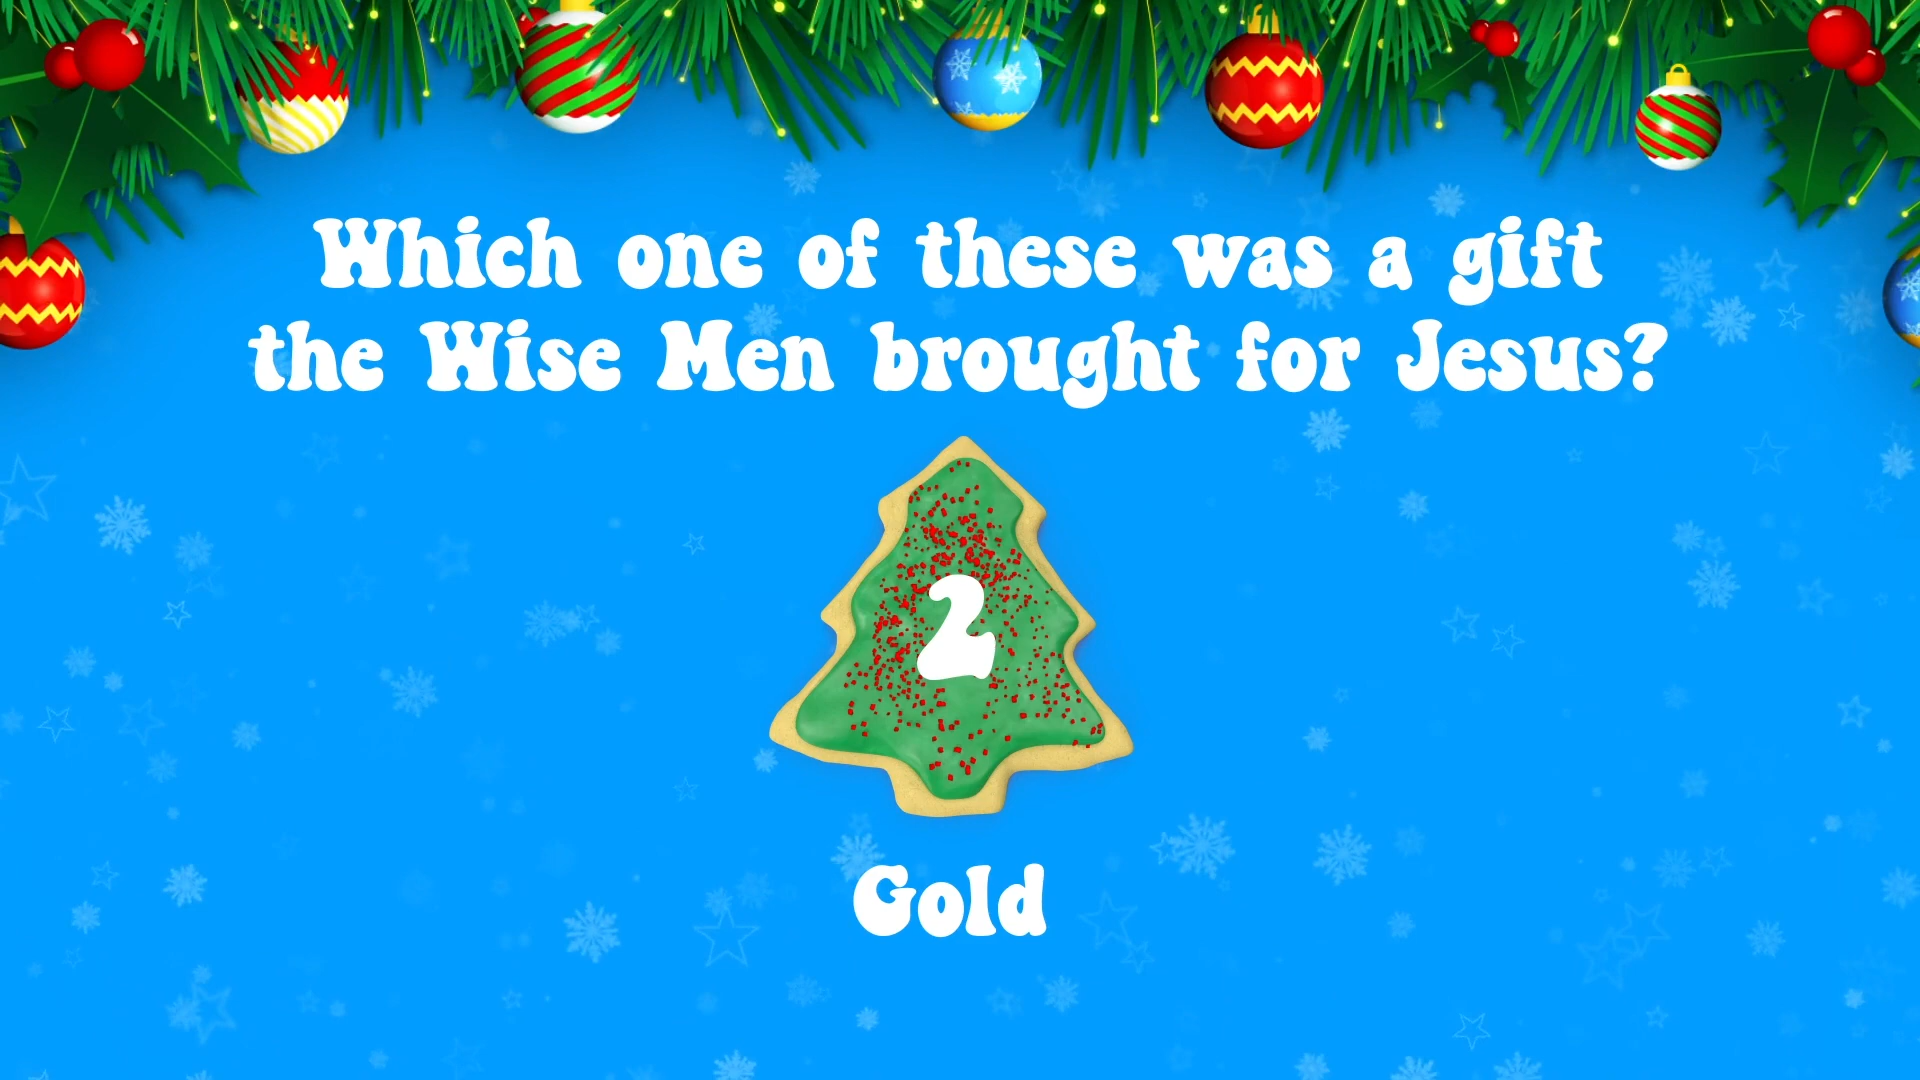 Which one of these was a gift
the Wise Men brought for Jesus?
2
Gold